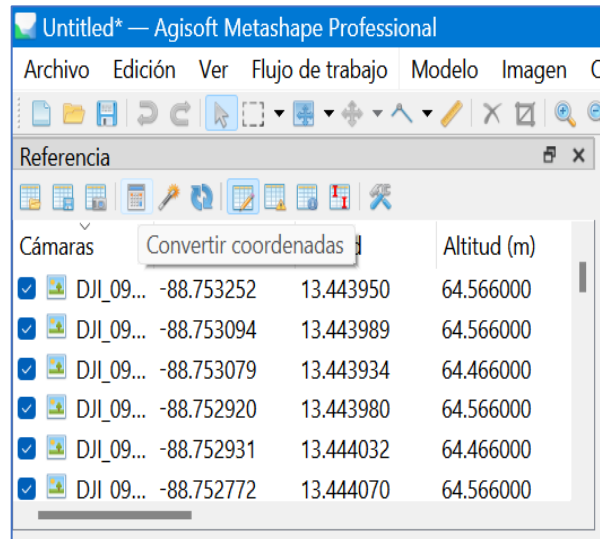 Untitled* — Agisoft Metashape Professional
Archivo Edición Ver Flujo de trabajo Modelo Imagen
Referencia
Cámaras Convertir coordenadas Altitud (m)
DJI_09... -88.753252 13.443950 64.566000
DJI_09... -88.753094 13.443989 64.566000
DJI_09... -88.753079 13.443934 64.466000
DJI_09... -88.752920 13.443980 64.566000
DJI_09... -88.752931 13.444032 64.466000
DJI_09... -88.752772 13.444070 64.566000